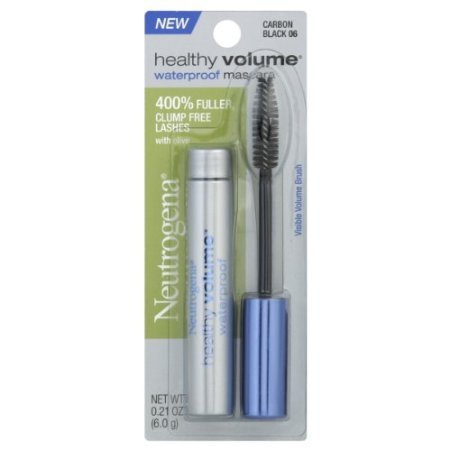 NEW
CARBON
BLACK 06
healthy volume®
waterproof mascara
400% FULLER,
CLUMP FREE
LASHES
with olive
Visible Volume Brush
Neutrogena®
Neutrogena®
healthy volume®
waterproof
NET WT
0.21 OZ
(6.0 g)